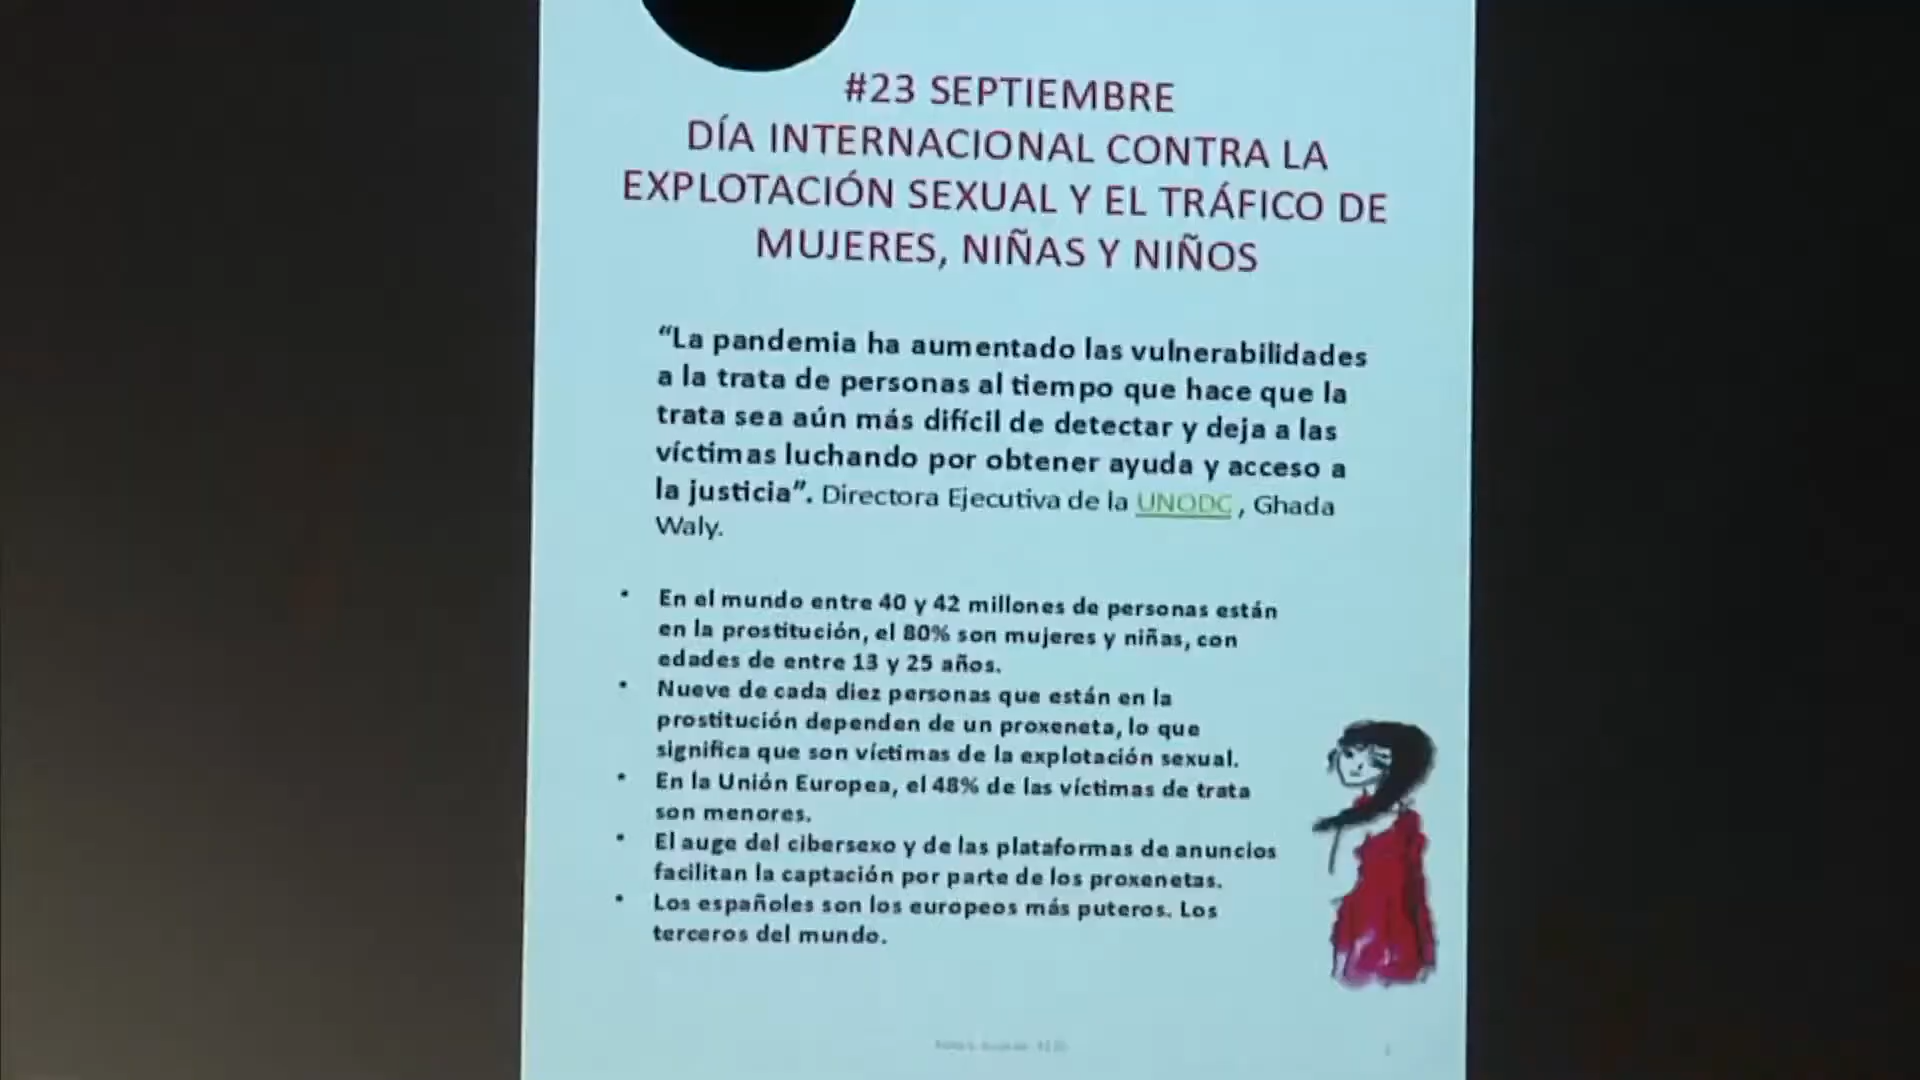 #23 SEPTIEMBRE
DÍA INTERNACIONAL CONTRA LA
EXPLOTACIÓN SEXUAL Y EL TRÁFICO DE
MUJERES, NIÑAS Y NIÑOS
“La pandemia ha aumentado las vulnerabilidades
a la trata de personas al tiempo que hace que la
trata sea aún más difícil de detectar y deja a las
víctimas luchando por obtener ayuda y acceso a
la justicia”. Directora Ejecutiva de la UNODC , Ghada
Waly.
• En el mundo entre 40 y 42 millones de personas están
en la prostitución, el 80% son mujeres y niñas, con
edades de entre 13 y 25 años.
• Nueve de cada diez personas que están en la
prostitución dependen de un proxeneta, lo que
significa que son víctimas de la explotación sexual.
• En la Unión Europea, el 48% de las víctimas de trata
son menores.
• El auge del cibersexo y de las plataformas de anuncios
facilitan la captación por parte de los proxenetas.
• Los españoles son los europeos más puteros. Los
terceros del mundo.